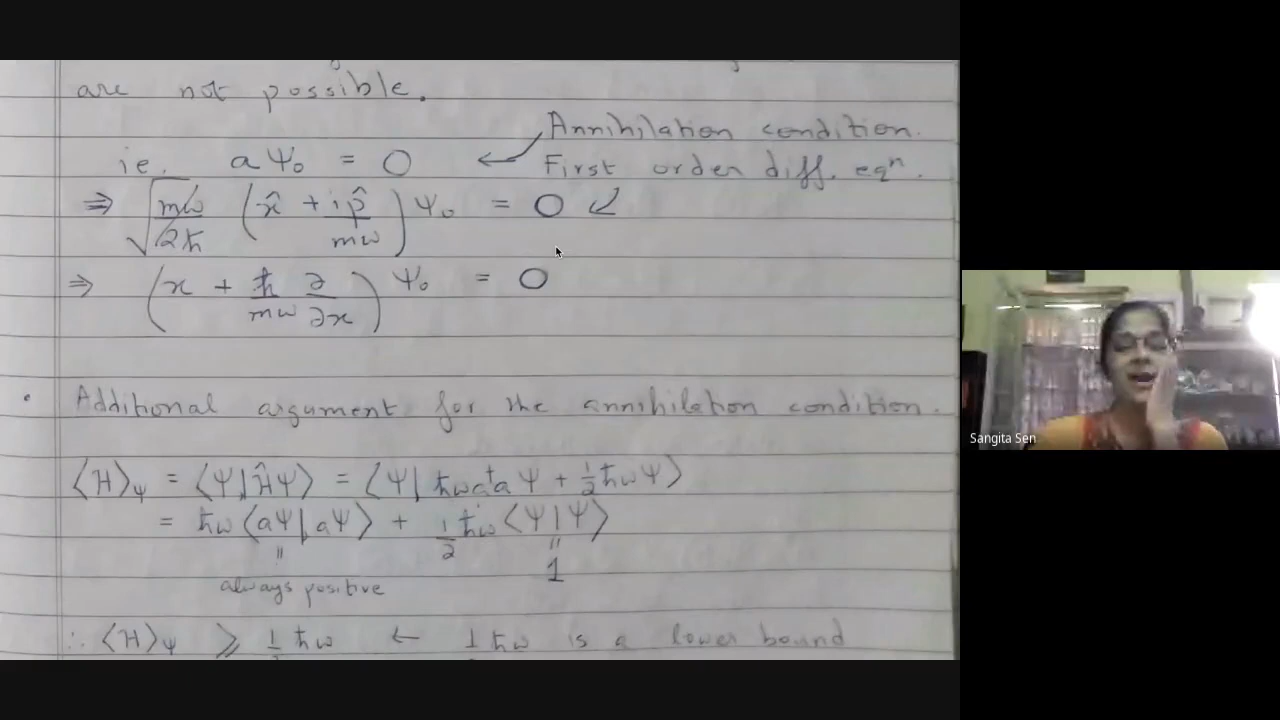 are not possible.
Annihilation condition.
ie. aΨ₀ = 0 ← First order diff. eqⁿ.
⇒ √(mω/2ħ) (x̂ + ip̂/mω) Ψ₀ = 0 ↙
⇒ (x + ħ/mω ∂/∂x) Ψ₀ = 0
• Additional argument for the annihilation condition.
⟨H⟩_Ψ = ⟨Ψ|ĤΨ⟩ = ⟨Ψ| ħωa†aΨ + ½ħωΨ⟩
= ħω⟨aΨ|aΨ⟩ + ½ħω⟨Ψ|Ψ⟩
" "
always positive 1
∴ ⟨H⟩_Ψ ⩾ ½ħω ← ½ħω is a lower bound
Sangita Sen